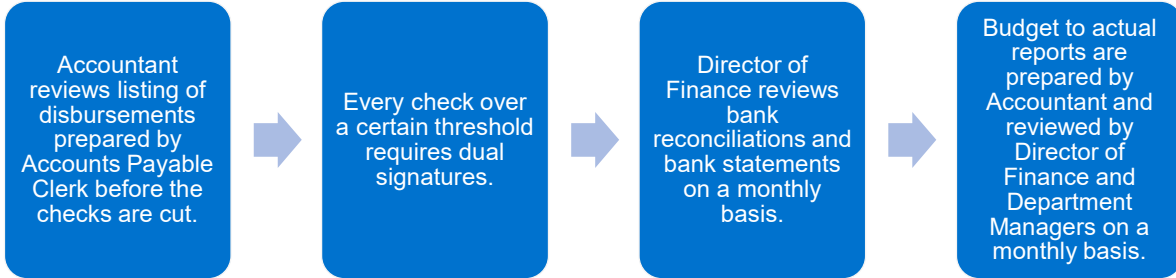 Accountant
reviews listing of
disbursements
prepared by
Accounts Payable
Clerk before the
checks are cut.
Every check over
a certain threshold
requires dual
signatures.
Director of
Finance reviews
bank
reconciliations and
bank statements
on a monthly
basis.
Budget to actual
reports are
prepared by
Accountant and
reviewed by
Director of
Finance and
Department
Managers on a
monthly basis.